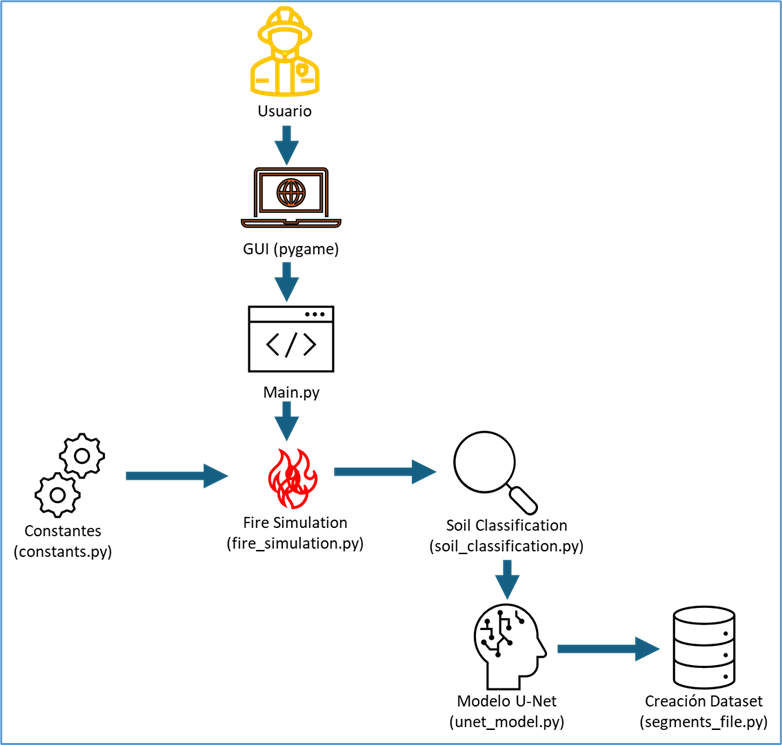 Usuario
GUI (pygame)
Main.py
Constantes
(constants.py)
Fire Simulation
(fire_simulation.py)
Soil Classification
(soil_classification.py)
Modelo U-Net
(unet_model.py)
Creación Dataset
(segments_file.py)